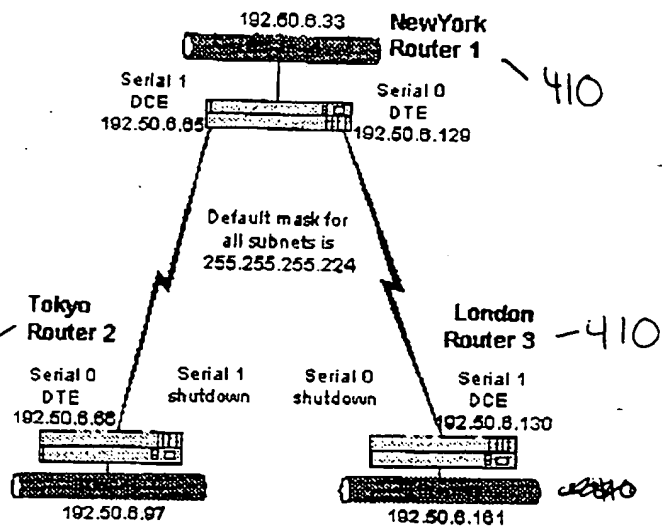 192.50.6.33
NewYork
Router 1
410
Serial 1
DCE
192.50.6.65
Serial 0
DTE
192.50.6.129
Default mask for
all subnets is
255.255.255.224
Tokyo
Router 2
London
Router 3
410
Serial 0
DTE
192.50.6.66
Serial 1
shutdown
Serial 0
shutdown
Serial 1
DCE
192.50.6.130
192.50.6.97
192.50.6.161